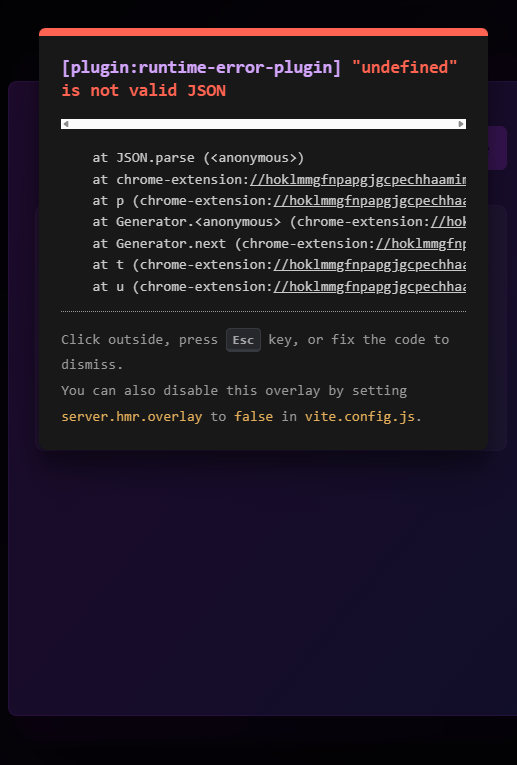 [plugin:runtime-error-plugin] "undefined"
is not valid JSON
at JSON.parse (<anonymous>)
at chrome-extension://hoklmmgfnpapgjgcpechhaamim
at p (chrome-extension://hoklmmgfnpapgjgcpechhaa
at Generator.<anonymous> (chrome-extension://hok
at Generator.next (chrome-extension://hoklmmgfnp
at t (chrome-extension://hoklmmgfnpapgjgcpechhaa
at u (chrome-extension://hoklmmgfnpapgjgcpechhaa
Click outside, press Esc key, or fix the code to
dismiss.
You can also disable this overlay by setting
server.hmr.overlay to false in vite.config.js.